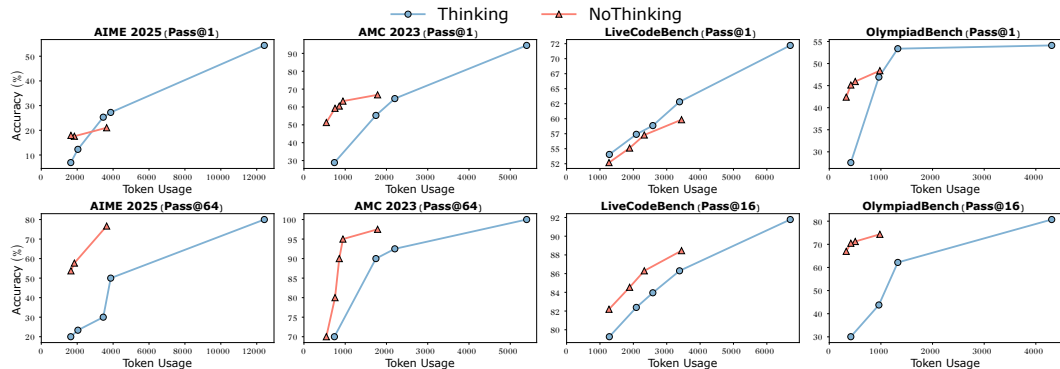 Thinking NoThinking
AIME 2025 (Pass@1)
AMC 2023 (Pass@1)
LiveCodeBench (Pass@1)
OlympiadBench (Pass@1)
Accuracy (%)
50
40
30
20
10
0 2000 4000 6000 8000 10000 12000
Token Usage
90
80
70
60
50
40
30
0 1000 2000 3000 4000 5000
Token Usage
72
70
67
65
62
60
57
55
52
0 1000 2000 3000 4000 5000 6000
Token Usage
55
50
45
40
35
30
25
0 1000 2000 3000 4000
Token Usage
AIME 2025 (Pass@64)
AMC 2023 (Pass@64)
LiveCodeBench (Pass@16)
OlympiadBench (Pass@16)
Accuracy (%)
80
70
60
50
40
30
20
0 2000 4000 6000 8000 10000 12000
Token Usage
100
95
90
85
80
75
70
0 1000 2000 3000 4000 5000
Token Usage
92
90
88
86
84
82
80
0 1000 2000 3000 4000 5000 6000
Token Usage
80
70
60
50
40
30
0 1000 2000 3000 4000
Token Usage